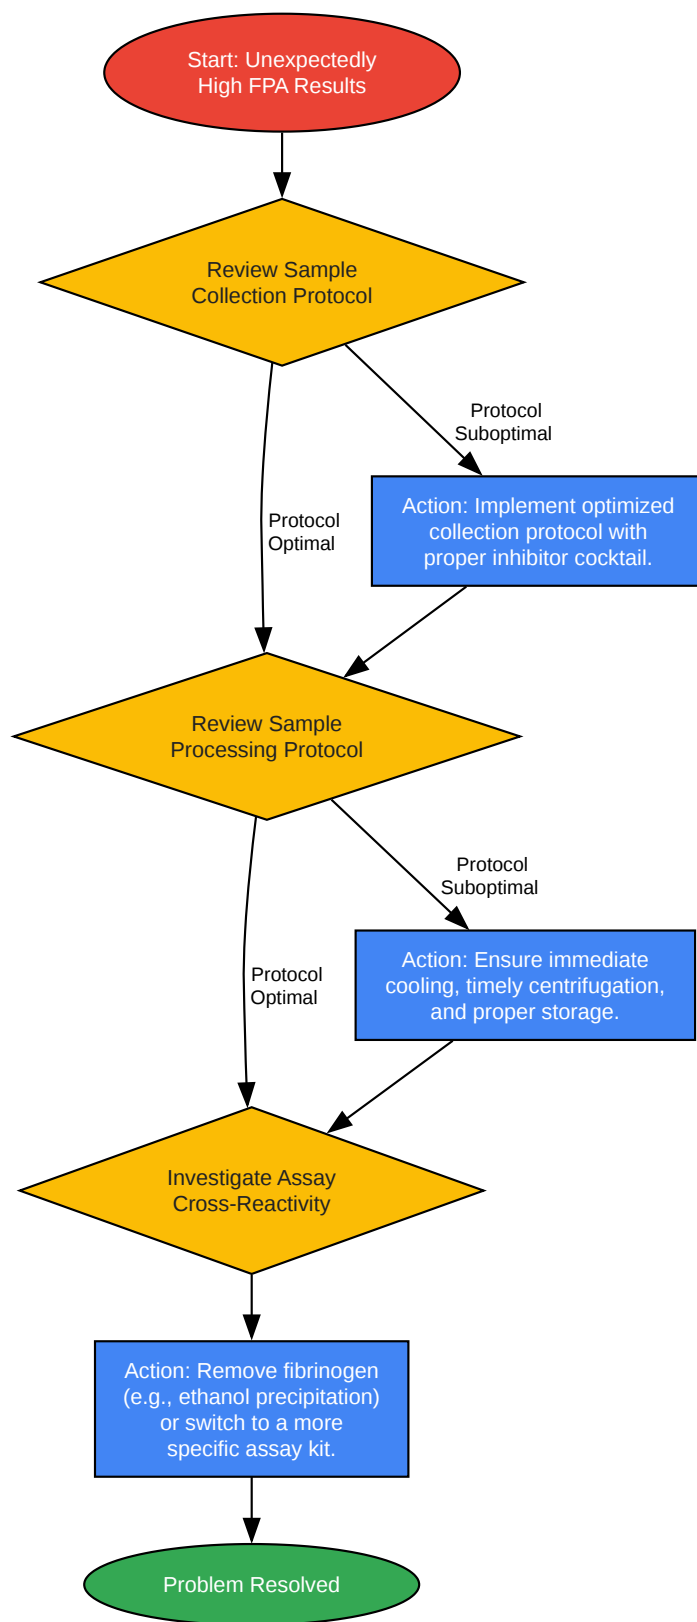 Start: Unexpectedly
High FPA Results
Review Sample
Collection Protocol
Protocol
Suboptimal
Action: Implement optimized
collection protocol with
proper inhibitor cocktail.
Protocol
Optimal
Review Sample
Processing Protocol
Protocol
Suboptimal
Action: Ensure immediate
cooling, timely centrifugation,
and proper storage.
Protocol
Optimal
Investigate Assay
Cross-Reactivity
Action: Remove fibrinogen
(e.g., ethanol precipitation)
or switch to a more
specific assay kit.
Problem Resolved